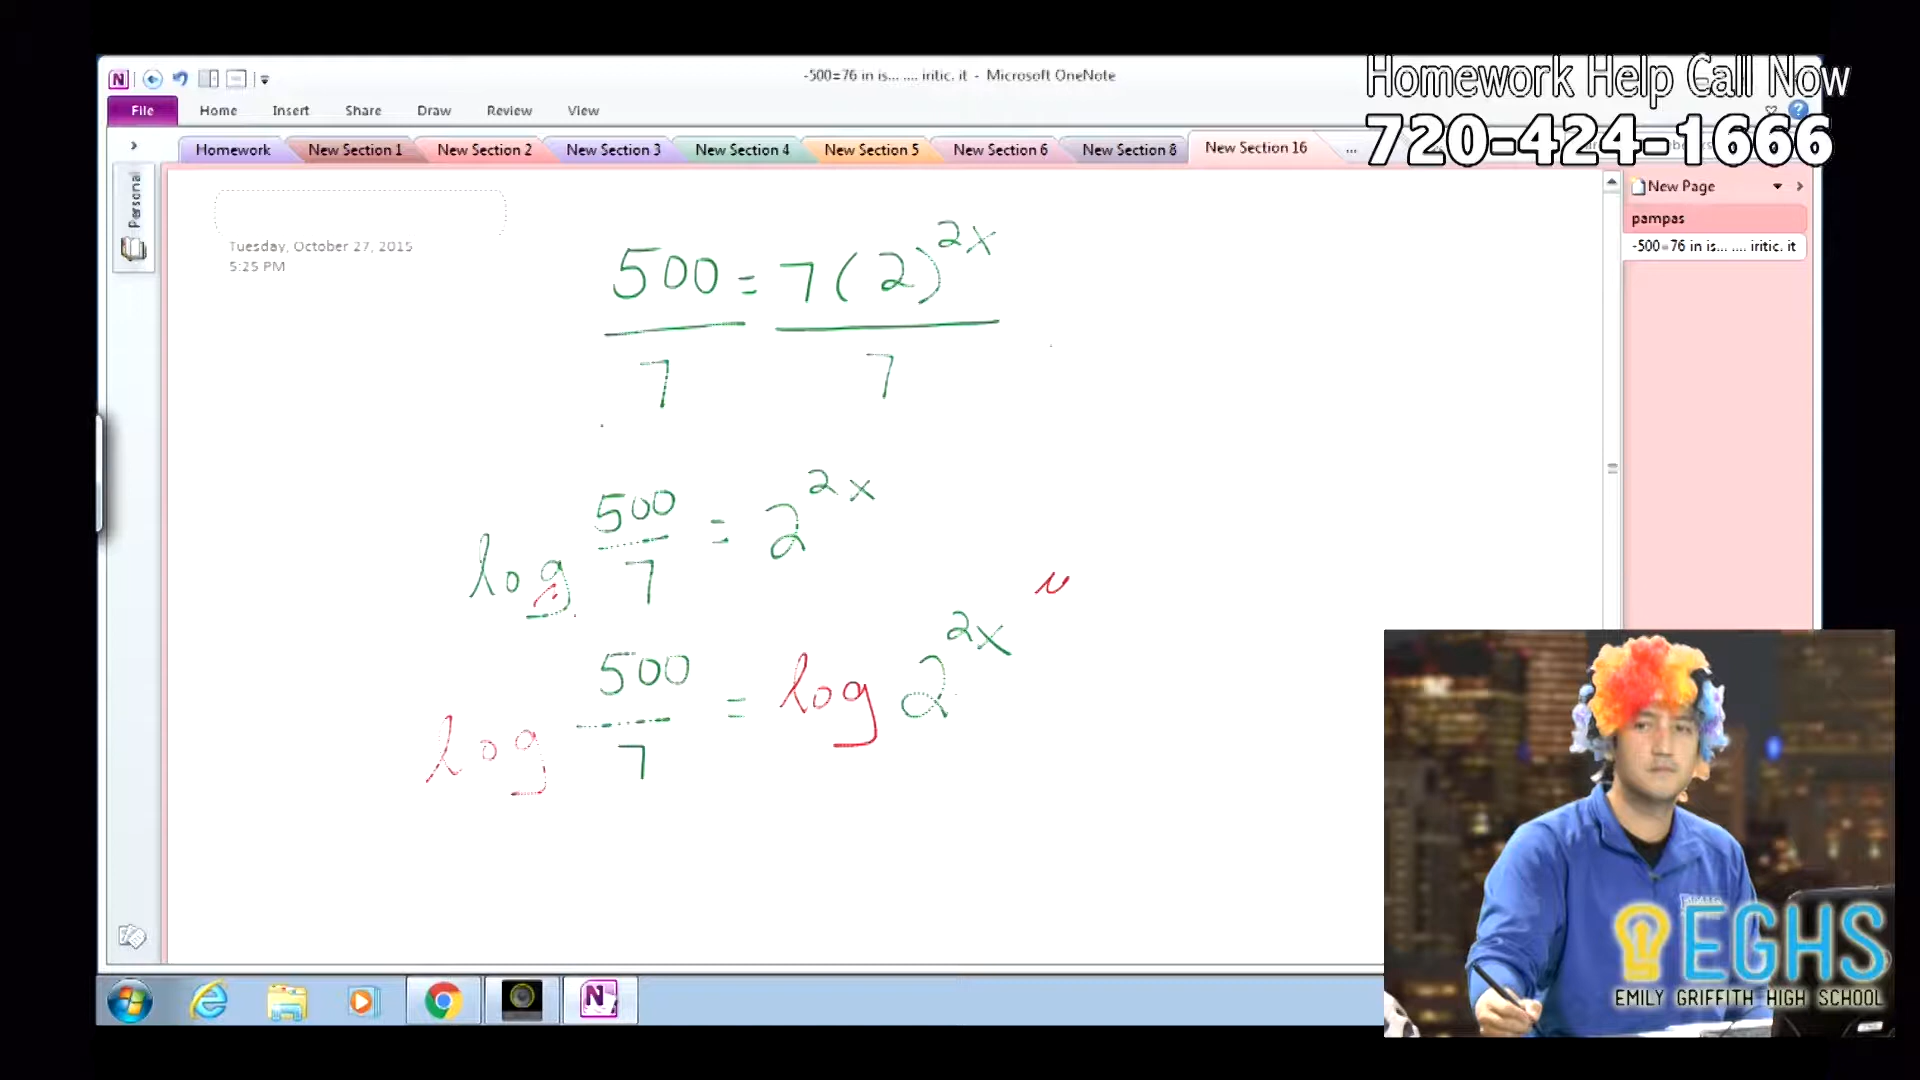 -500=76 in is... .... iritic. it - Microsoft OneNote
Homework Help Call Now
720-424-1666
File Home Insert Share Draw Review View
Homework New Section 1 New Section 2 New Section 3 New Section 4 New Section 5 New Section 6 New Section 8 New Section 16 ...
Personal
New Page
pampas
-500=76 in is... .... iritic. it
Tuesday, October 27, 2015
5:25 PM
500 = 7(2)^2x
7 7
log 500/7 = 2^2x
log 500/7 = log 2^2x
EGHS
EMILY GRIFFITH HIGH SCHOOL